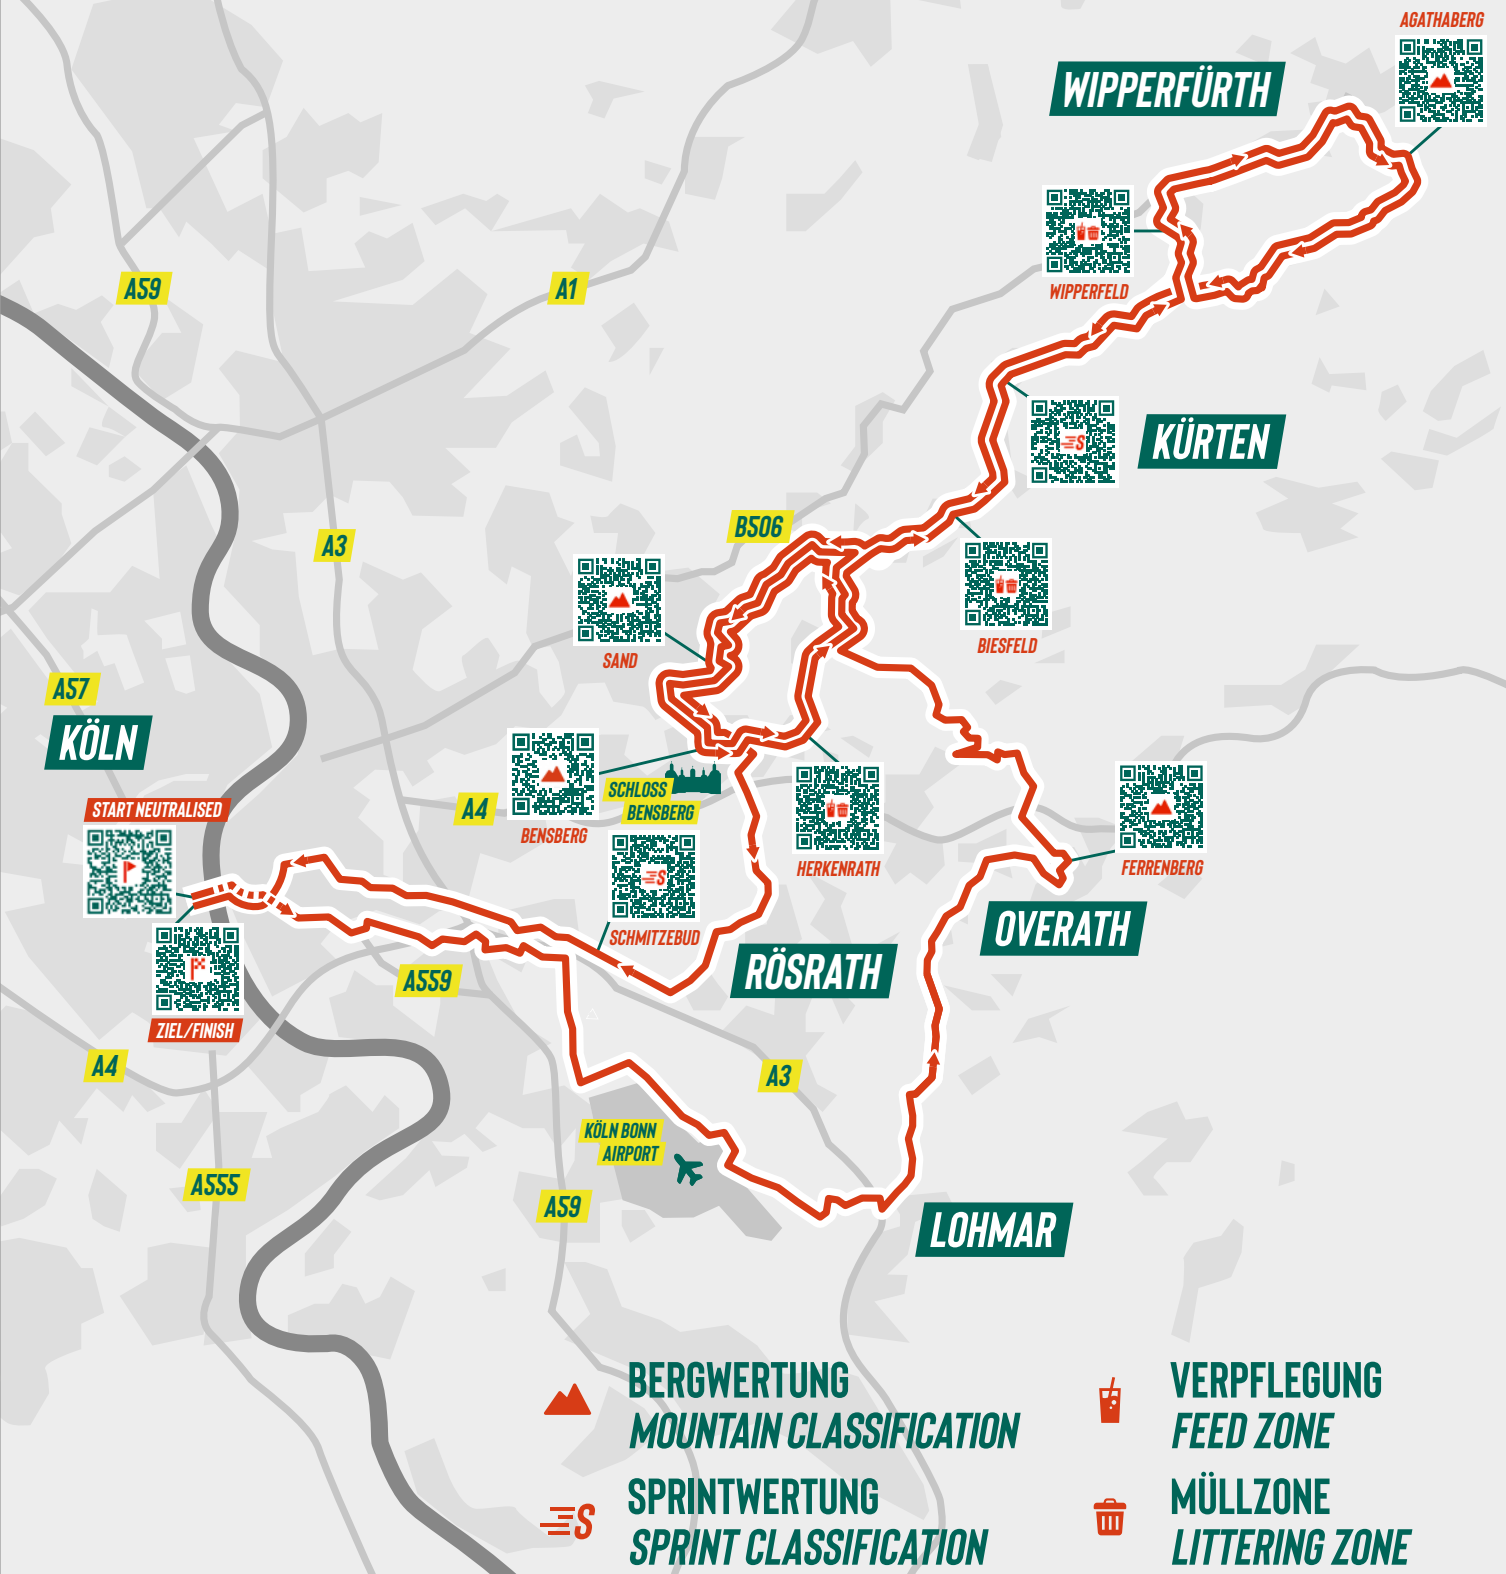 AGATHABERG
WIPPERFÜRTH
WIPPERFELD
A59
A1
KÜRTEN
S
B506
A3
SAND
BIESFELD
A57
KÖLN
START NEUTRALISED
A4
BENSBERG
SCHLOSS
BENSBERG
HERKENRATH
FERRENBERG
S
SCHMITZEBUD
OVERATH
RÖSRATH
A559
ZIEL/FINISH
A4
A3
KÖLN BONN
AIRPORT
A555
A59
LOHMAR
BERGWERTUNG
MOUNTAIN CLASSIFICATION
VERPFLEGUNG
FEED ZONE
S
SPRINTWERTUNG
SPRINT CLASSIFICATION
MÜLLZONE
LITTERING ZONE